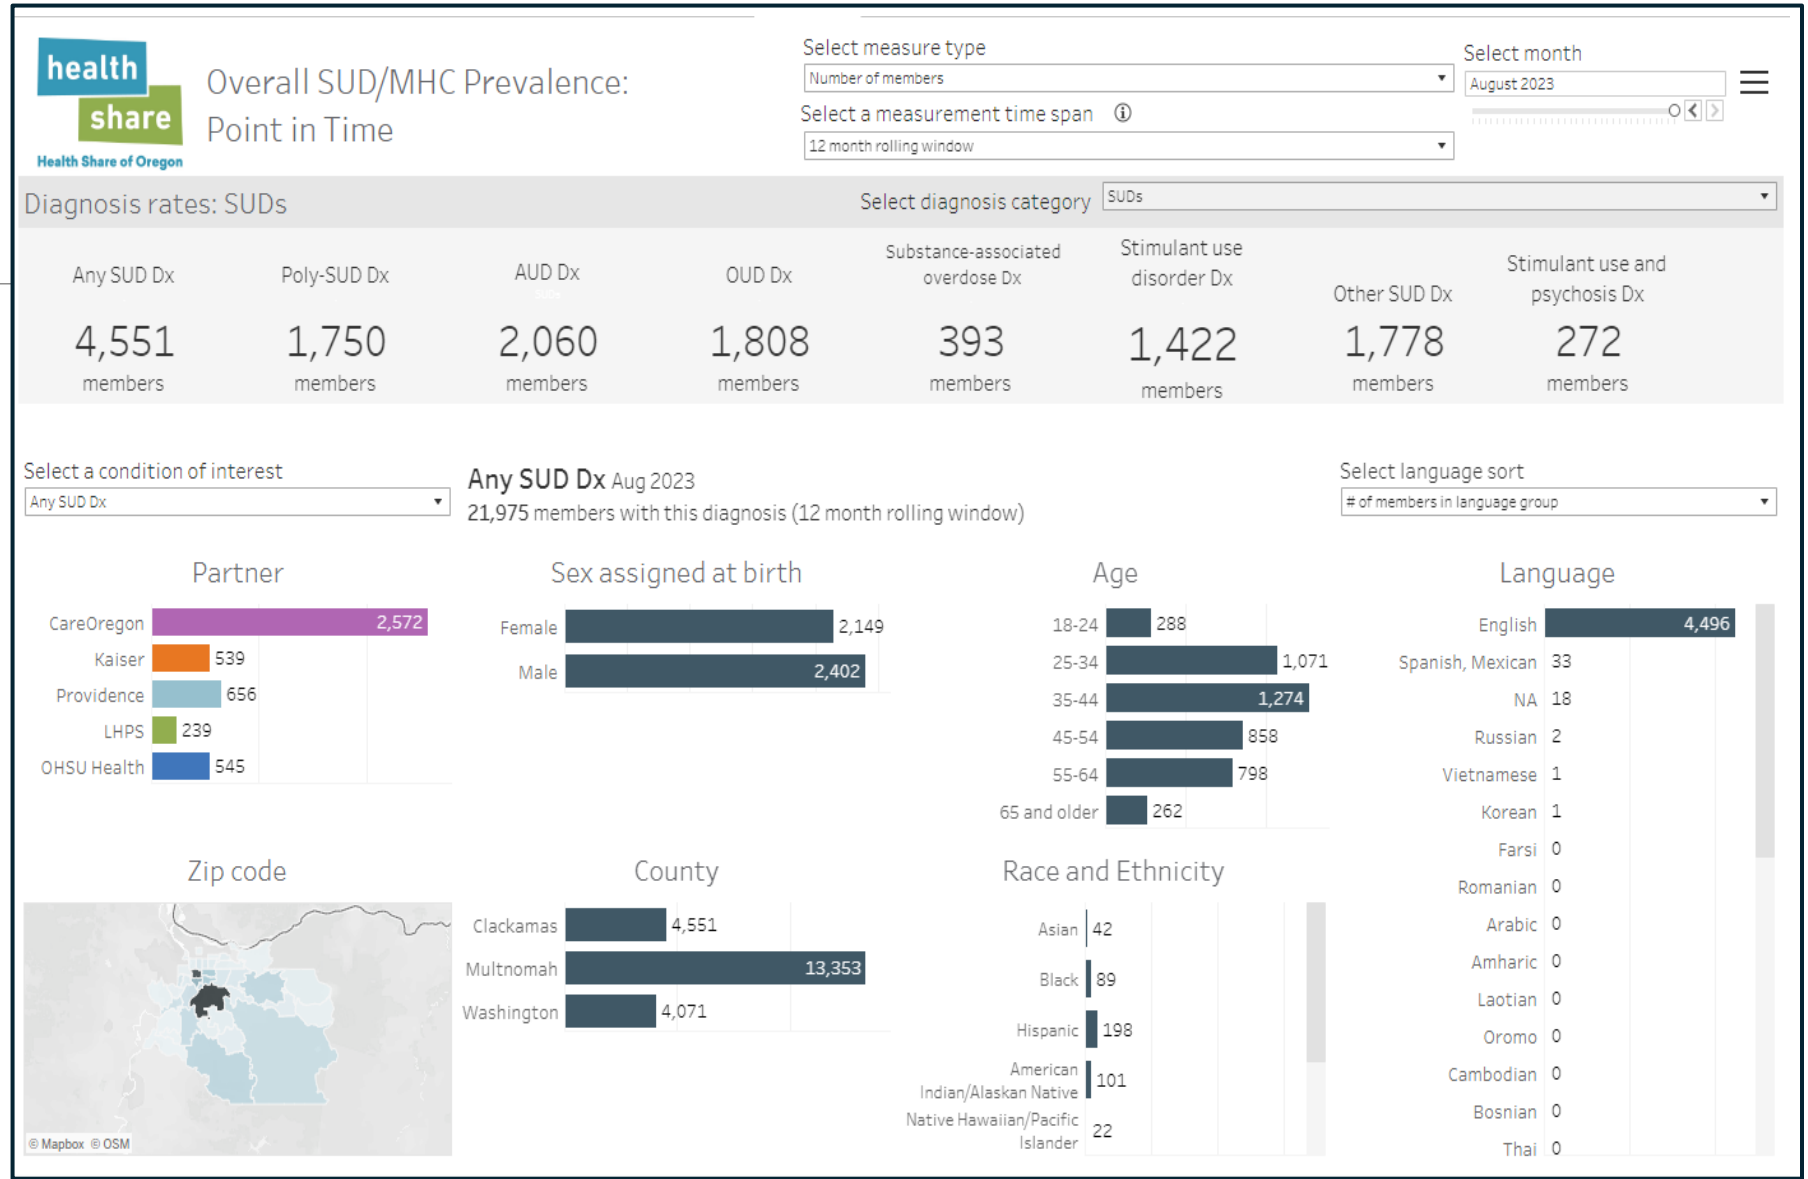 health
share
Health Share of Oregon
Overall SUD/MHC Prevalence:
Point in Time
Select measure type
Number of members
Select a measurement time span
12 month rolling window
Select month
August 2023
Diagnosis rates: SUDs
Select diagnosis category
SUDs
Any SUD Dx
4,551
members
Poly-SUD Dx
1,750
members
AUD Dx
SUDs
2,060
members
OUD Dx
1,808
members
Substance-associated
overdose Dx
393
members
Stimulant use
disorder Dx
1,422
members
Other SUD Dx
1,778
members
Stimulant use and
psychosis Dx
272
members
Select a condition of interest
Any SUD Dx
Any SUD Dx Aug 2023
21,975 members with this diagnosis (12 month rolling window)
Select language sort
# of members in language group
Partner
CareOregon 2,572
Kaiser 539
Providence 656
LHPS 239
OHSU Health 545
Sex assigned at birth
Female 2,149
Male 2,402
Age
18-24 288
25-34 1,071
35-44 1,274
45-54 858
55-64 798
65 and older 262
Language
English 4,496
Spanish, Mexican 33
NA 18
Russian 2
Vietnamese 1
Korean 1
Farsi 0
Romanian 0
Arabic 0
Amharic 0
Laotian 0
Oromo 0
Cambodian 0
Bosnian 0
Thai 0
Zip code
© Mapbox © OSM
County
Clackamas 4,551
Multnomah 13,353
Washington 4,071
Race and Ethnicity
Asian 42
Black 89
Hispanic 198
American
Indian/Alaskan Native 101
Native Hawaiian/Pacific
Islander 22